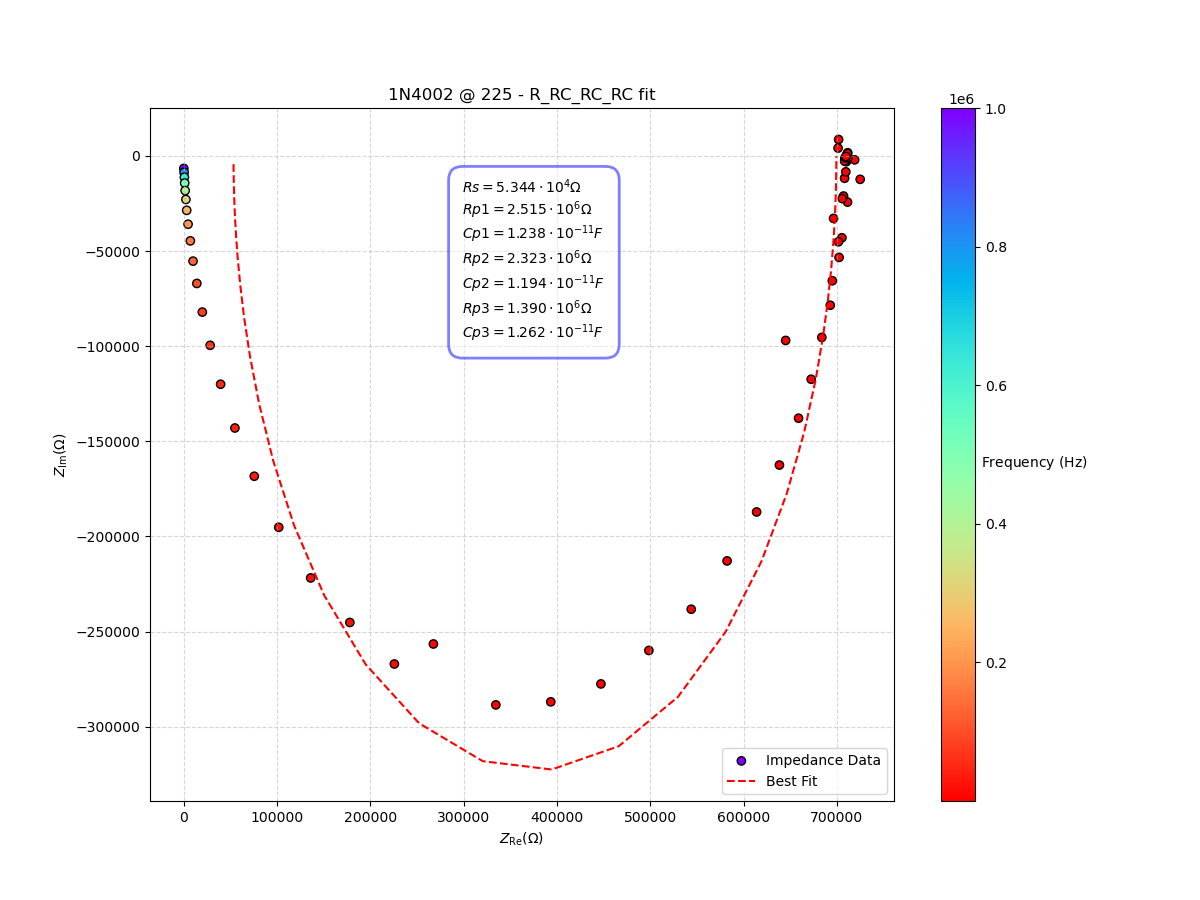 1N4002 @ 225 - R_RC_RC_RC fit
1e6
1.0
0.8
0.6
0.4
0.2
Frequency (Hz)
0
−50000
−100000
−150000
−200000
−250000
−300000
Z_Im(Ω)
Rs = 5.344 · 10^4Ω
Rp1 = 2.515 · 10^6Ω
Cp1 = 1.238 · 10^−11F
Rp2 = 2.323 · 10^6Ω
Cp2 = 1.194 · 10^−11F
Rp3 = 1.390 · 10^6Ω
Cp3 = 1.262 · 10^−11F
Impedance Data
Best Fit
0 100000 200000 300000 400000 500000 600000 700000
Z_Re(Ω)